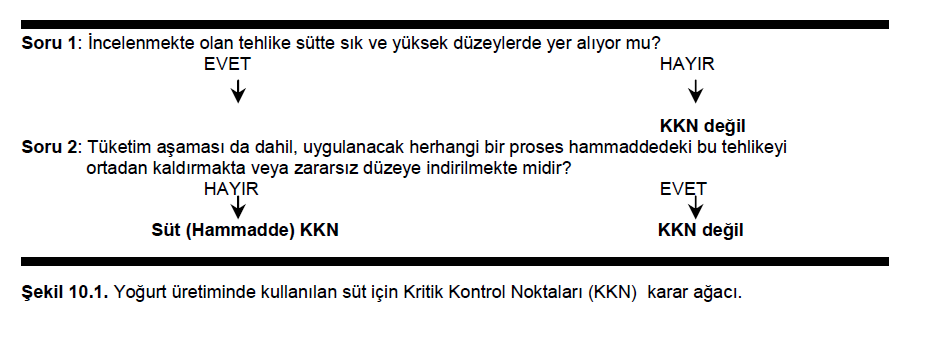 Soru 1: İncelenmekte olan tehlike sütte sık ve yüksek düzeylerde yer alıyor mu?
EVET HAYIR
KKN değil
Soru 2: Tüketim aşaması da dahil, uygulanacak herhangi bir proses hammaddedeki bu tehlikeyi
ortadan kaldırmakta veya zararsız düzeye indirilmekte midir?
HAYIR EVET
Süt (Hammadde) KKN KKN değil
Şekil 10.1. Yoğurt üretiminde kullanılan süt için Kritik Kontrol Noktaları (KKN) karar ağacı.